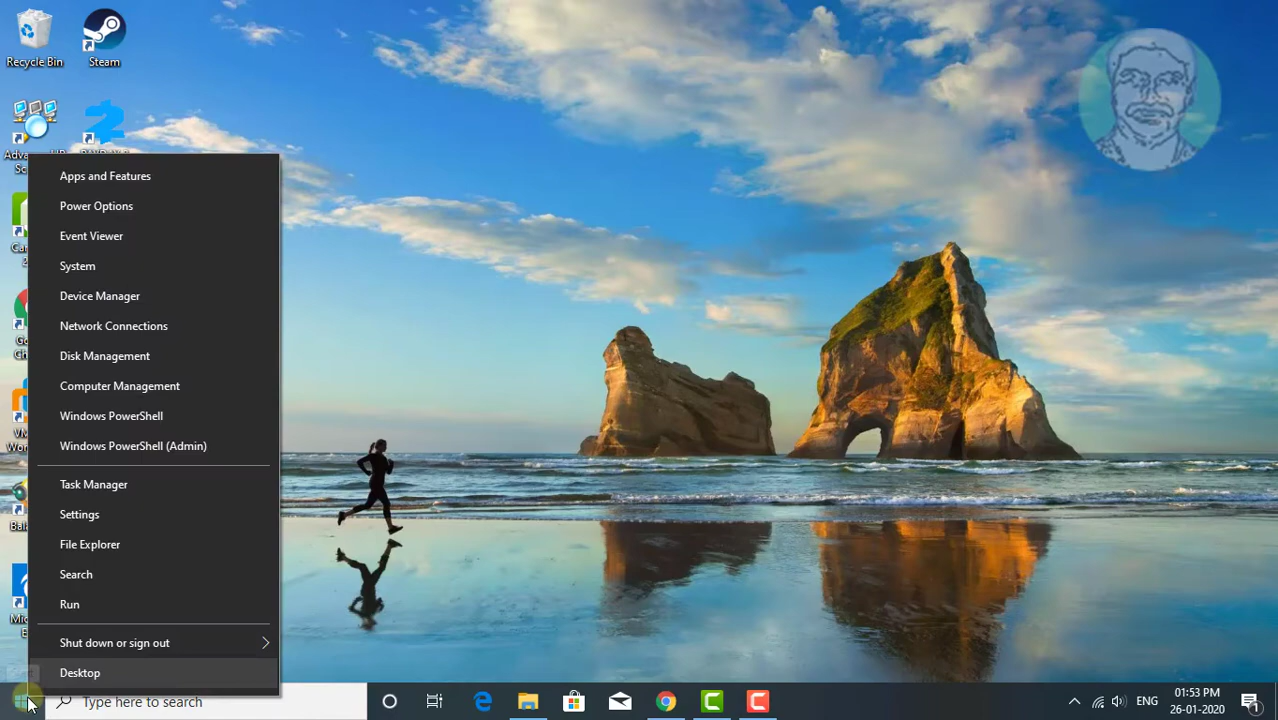 Recycle Bin
Steam
Apps and Features
Power Options
Event Viewer
System
Device Manager
Network Connections
Disk Management
Computer Management
Windows PowerShell
Windows PowerShell (Admin)
Task Manager
Settings
File Explorer
Search
Run
Shut down or sign out
Desktop
Type here to search
ENG
01:53 PM
26-01-2020
1